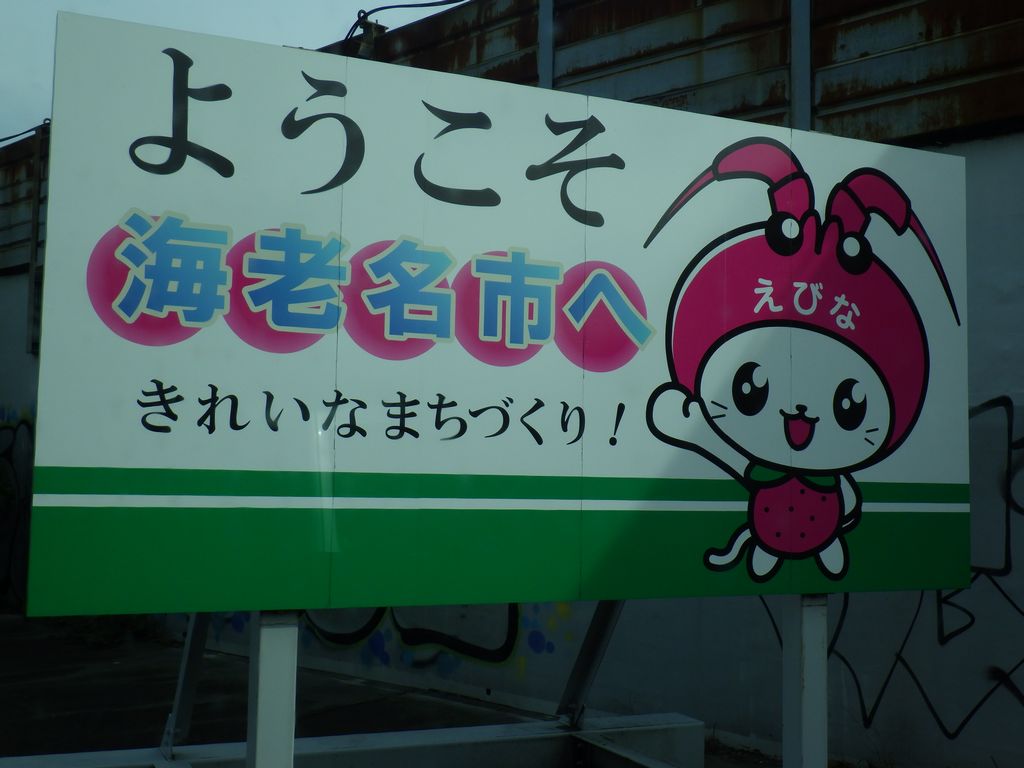 ようこそ
海老名市へ
えびな
きれいなまちづくり！